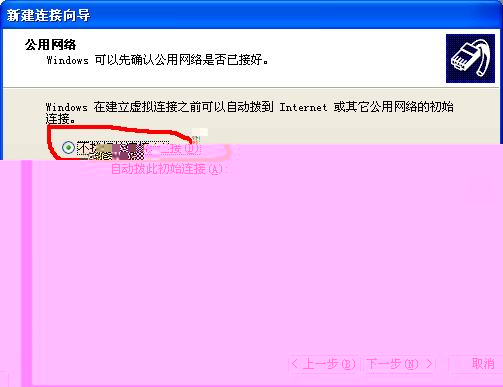 新建连接向导
公用网络
Windows 可以先确认公用网络是否已接好。
Windows 在建立虚拟连接之前可以自动拨到 Internet 或其它公用网络的初始
连接。
不 接(D)
自动拨此初始连接(A):
< 上一步(B) 下一步(N) > 取消